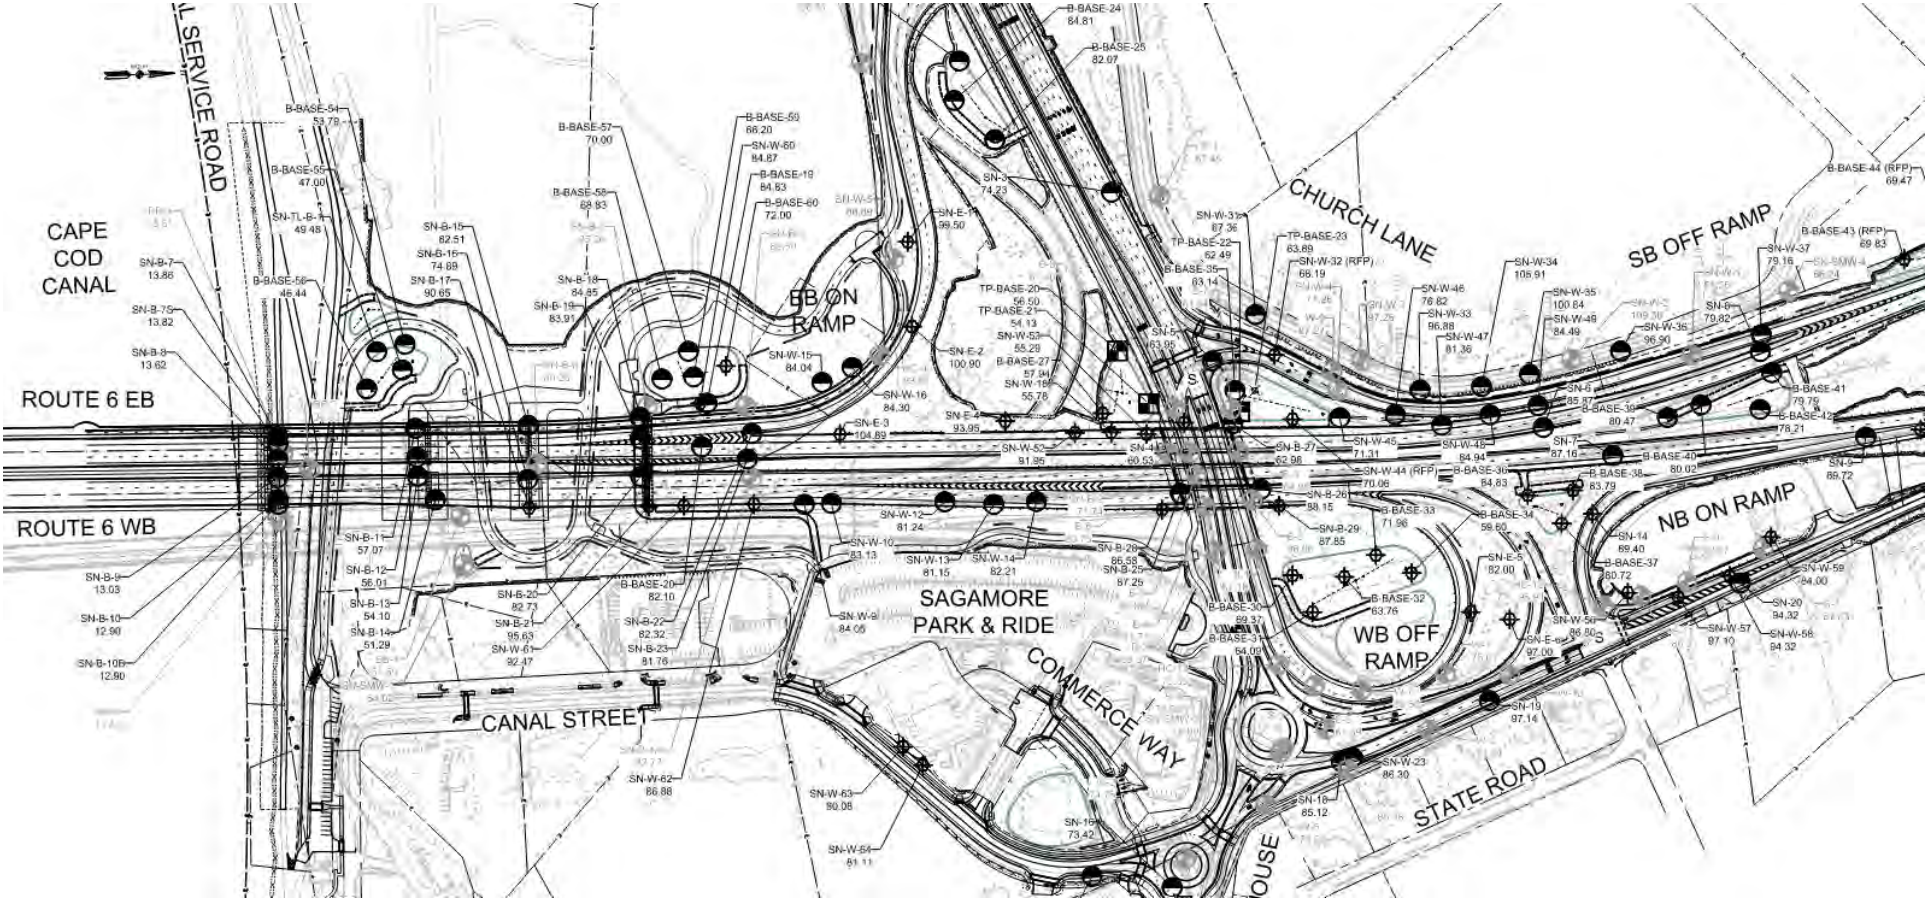 B-BASE-24
84.81
B-BASE-25
82.07
AL SERVICE ROAD
B-BASE-54
53.79
B-BASE-57
70.00
B-BASE-59
66.20
SN-W-60
84.87
B-BASE-19
84.83
B-BASE-60
72.00
B-BASE-55
47.00
B-BASE-58
68.83
SN-TL-B-1
49.48
SN-3
74.23
CHURCH LANE
SB OFF RAMP
B-BASE-44 (RFP)
69.47
B-BASE-43 (RFP)
69.83
CAPE
COD
CANAL
SN-B-7
13.86
SN-B-7S
13.82
SN-B-8
13.62
B-BASE-56
46.44
SN-B-15
62.51
SN-B-16
74.69
SN-B-17
90.65
SN-B-18
84.85
SN-B-19
83.91
EB ON
RAMP
SN-E-1
99.50
SN-E-2
100.90
SN-W-15
84.04
SN-W-16
84.30
SN-E-3
104.89
SN-E-4
93.95
TP-BASE-20
56.50
TP-BASE-21
54.13
SN-W-53
55.29
B-BASE-27
57.94
SN-W-18
55.78
SN-W-31
67.36
TP-BASE-22
62.49
B-BASE-35
63.14
TP-BASE-23
63.69
SN-W-32 (RFP)
66.19
SN-5
63.95
SN-W-46
76.82
SN-W-33
96.88
SN-W-47
81.36
SN-W-34
106.91
SN-W-35
100.64
SN-W-49
84.49
SN-W-36
96.90
SN-W-37
79.16
SN-8
79.82
SN-6
85.87
B-BASE-39
80.47
B-BASE-41
79.79
B-BASE-42
78.21
ROUTE 6 EB
ROUTE 6 WB
SN-W-52
91.95
SN-4
60.53
SN-B-27
62.98
SN-W-45
71.31
SN-W-44 (RFP)
70.06
SN-W-48
84.94
B-BASE-36
84.83
SN-7
87.16
B-BASE-40
80.02
B-BASE-38
83.79
SN-9
89.72
NB ON RAMP
SN-B-9
13.03
SN-B-10
12.90
SN-B-10B
12.90
SN-B-11
57.07
SN-B-12
56.01
SN-B-13
54.10
SN-B-14
51.29
SN-B-20
82.73
SN-B-21
95.63
SN-W-61
92.47
B-BASE-20
82.10
SN-B-22
82.32
SN-B-23
81.76
SN-W-10
83.13
SN-W-9
84.05
SN-W-12
81.24
SN-W-13
81.15
SN-W-14
82.21
SN-B-28
86.58
SN-B-25
87.25
SN-B-26
88.15
SN-B-29
87.85
B-BASE-33
71.96
B-BASE-34
59.60
SN-E-5
82.00
SN-14
69.40
B-BASE-37
80.72
SN-W-59
84.00
SN-20
94.32
SN-W-58
94.32
SN-W-57
97.10
SN-W-56
86.80
SN-E-6
97.00
B-BASE-30
69.37
B-BASE-31
54.09
B-BASE-32
63.76
WB OFF
RAMP
SAGAMORE
PARK & RIDE
COMMERCE WAY
CANAL STREET
SN-W-62
86.88
SN-W-63
90.08
SN-W-64
81.11
SN-16
73.42
SN-18
85.12
SN-W-23
86.30
SN-19
97.14
STATE ROAD
HOUSE